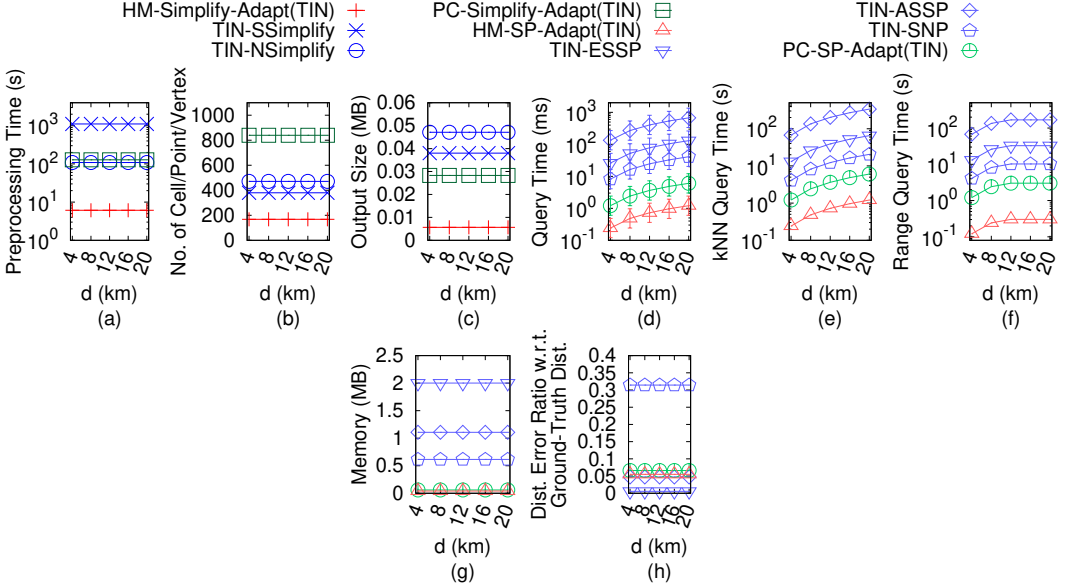 HM-Simplify-Adapt(TIN)
TIN-SSimplify
TIN-NSimplify
PC-Simplify-Adapt(TIN)
HM-SP-Adapt(TIN)
TIN-ESSP
TIN-ASSP
TIN-SNP
PC-SP-Adapt(TIN)
Preprocessing Time (s)
10^3
10^2
10^1
10^0
4 8 12 16 20
d (km)
(a)
No. of Cell/Point/Vertex
1000
800
600
400
200
0
4 8 12 16 20
d (km)
(b)
Output Size (MB)
0.06
0.05
0.04
0.03
0.02
0.01
0
4 8 12 16 20
d (km)
(c)
Query Time (ms)
10^2
10^1
10^0
10^-1
4 8 12 16 20
d (km)
(d)
kNN Query Time (s)
10^2
10^1
10^0
10^-1
4 8 12 16 20
d (km)
(e)
Range Query Time (s)
10^2
10^1
10^0
10^-1
4 8 12 16 20
d (km)
(f)
Memory (MB)
2.5
2
1.5
1
0.5
0
4 8 12 16 20
d (km)
(g)
Dist. Error Ratio w.r.t.
Ground-Truth Dist.
0.4
0.35
0.3
0.25
0.2
0.15
0.1
0.05
0
4 8 12 16 20
d (km)
(h)